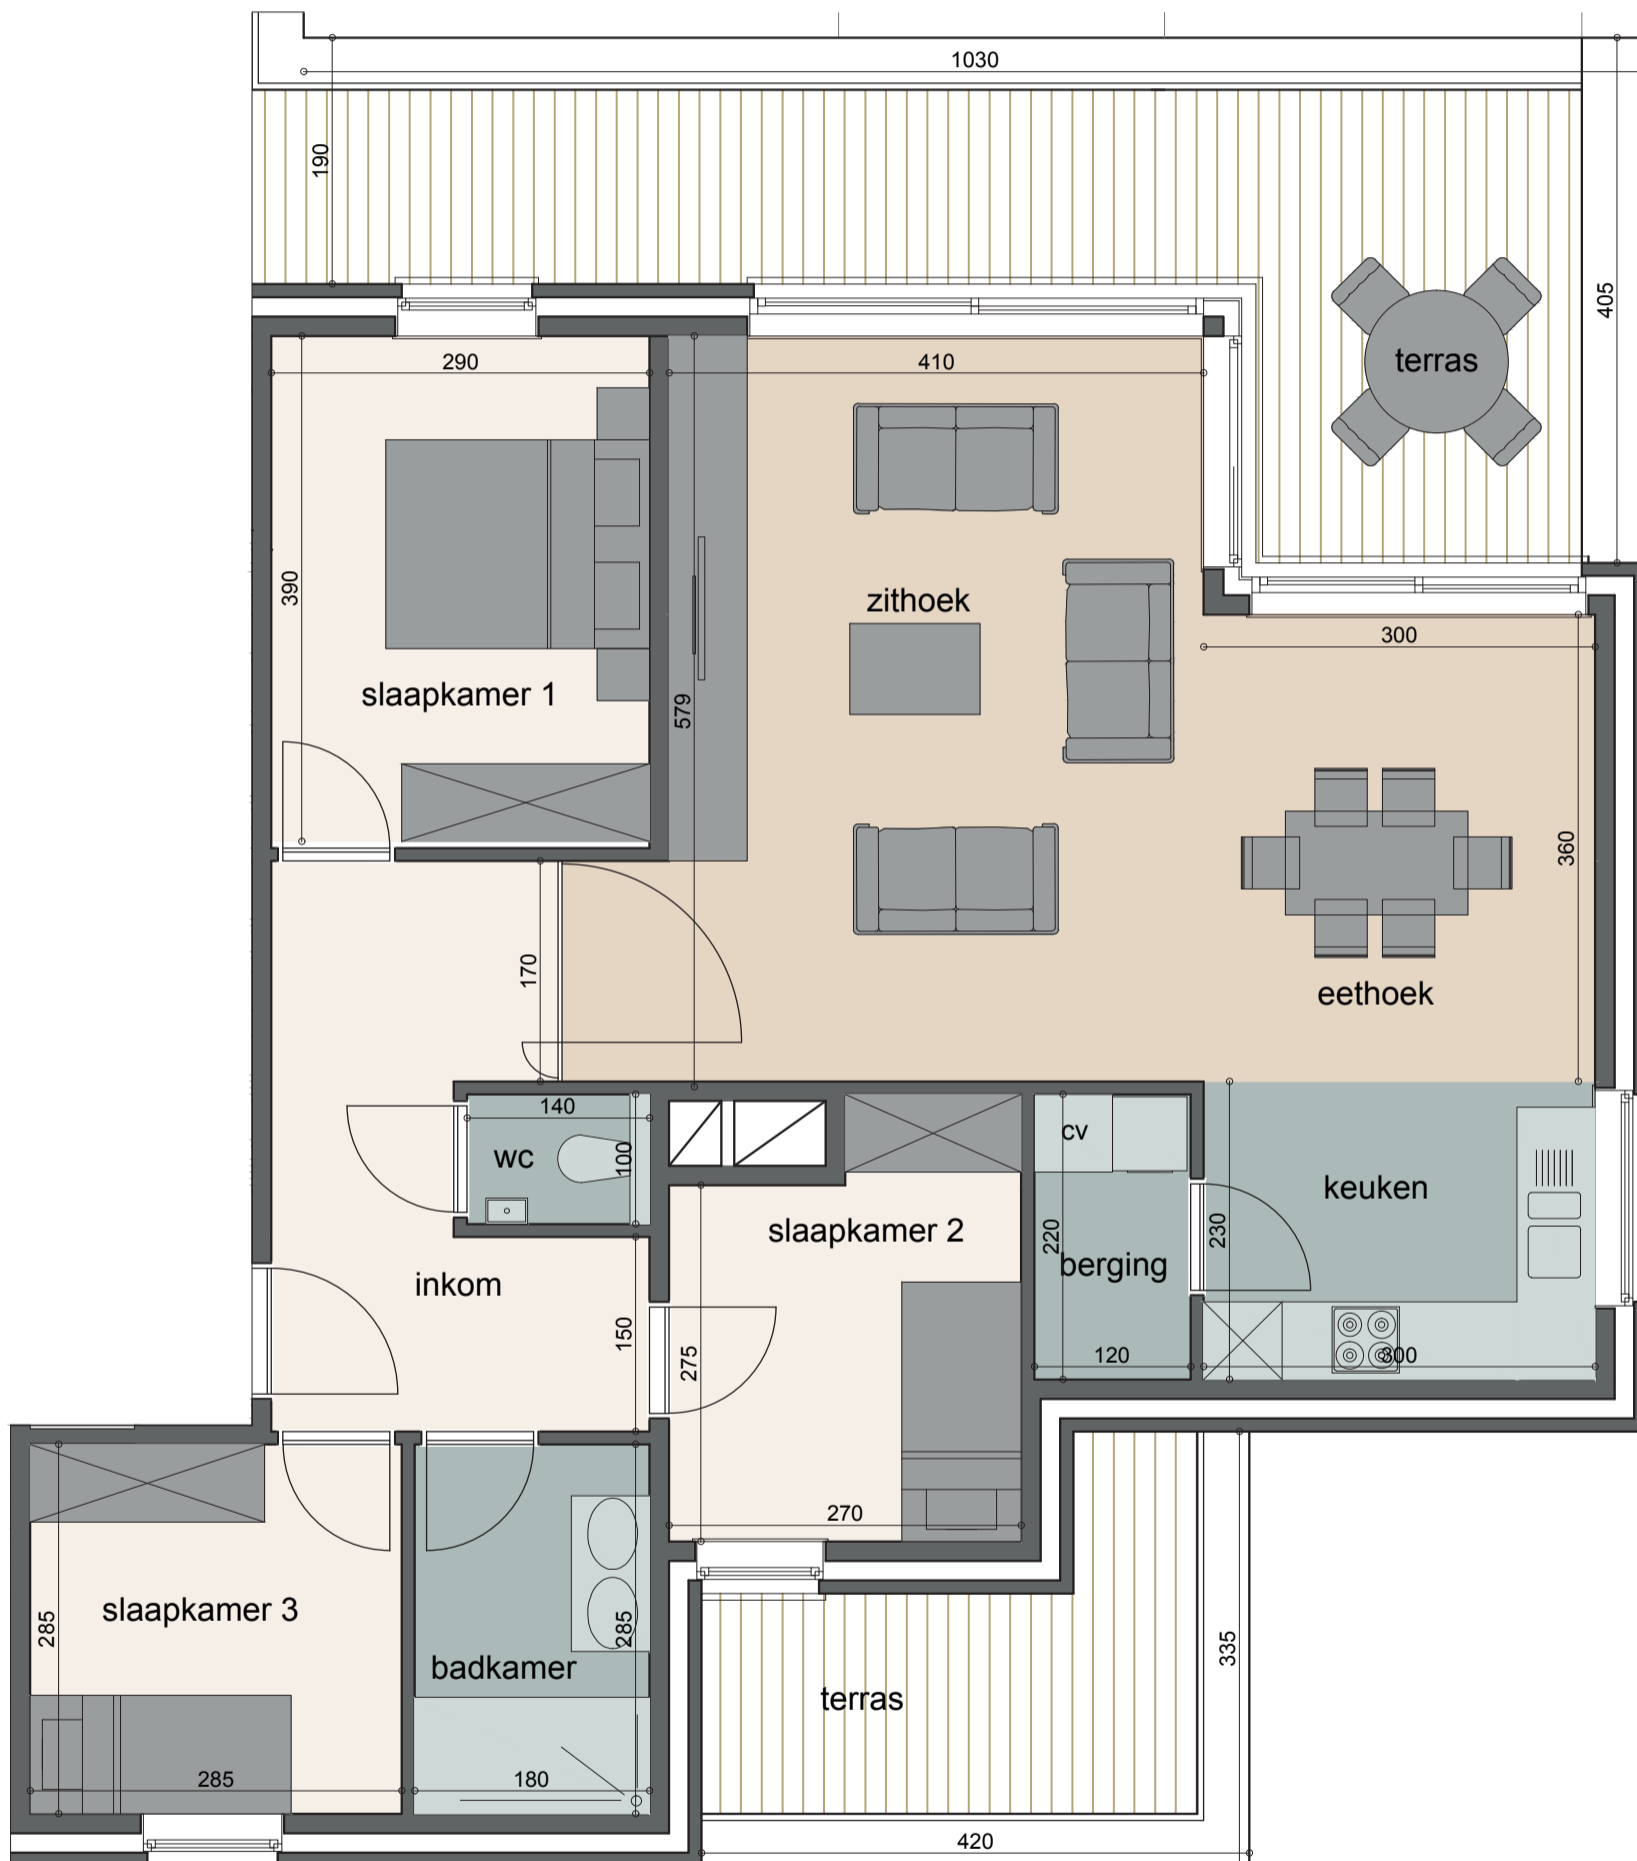 1030
190
405
terras
290
410
390
zithoek
300
slaapkamer 1
579
360
170
eethoek
140
wc
100
cv
keuken
slaapkamer 2
220
230
berging
inkom
150
275
120
300
270
285
slaapkamer 3
285
badkamer
335
terras
285
180
420